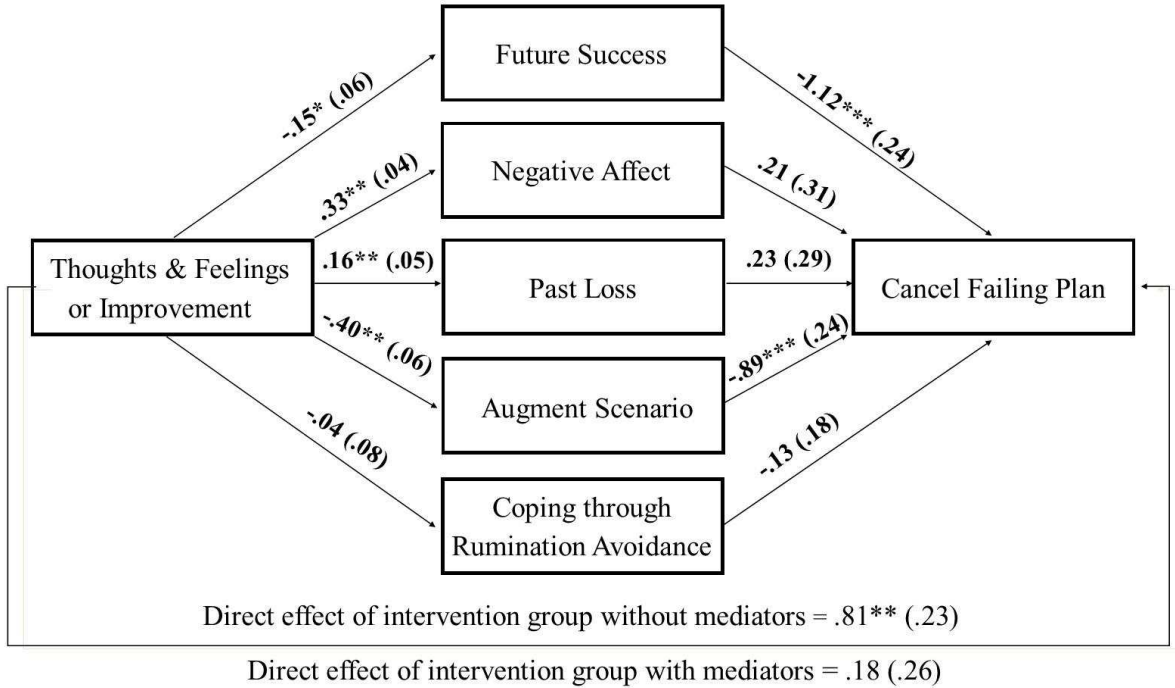 Future Success
-.15* (.06)
-1.12*** (.24)
Negative Affect
.33** (.04)
.21 (.31)
Thoughts & Feelings
or Improvement
.16** (.05)
Past Loss
.23 (.29)
Cancel Failing Plan
-.40** (.06)
Augment Scenario
-.89*** (.24)
-.04 (.08)
Coping through
Rumination Avoidance
-.13 (.18)
Direct effect of intervention group without mediators = .81** (.23)
Direct effect of intervention group with mediators = .18 (.26)